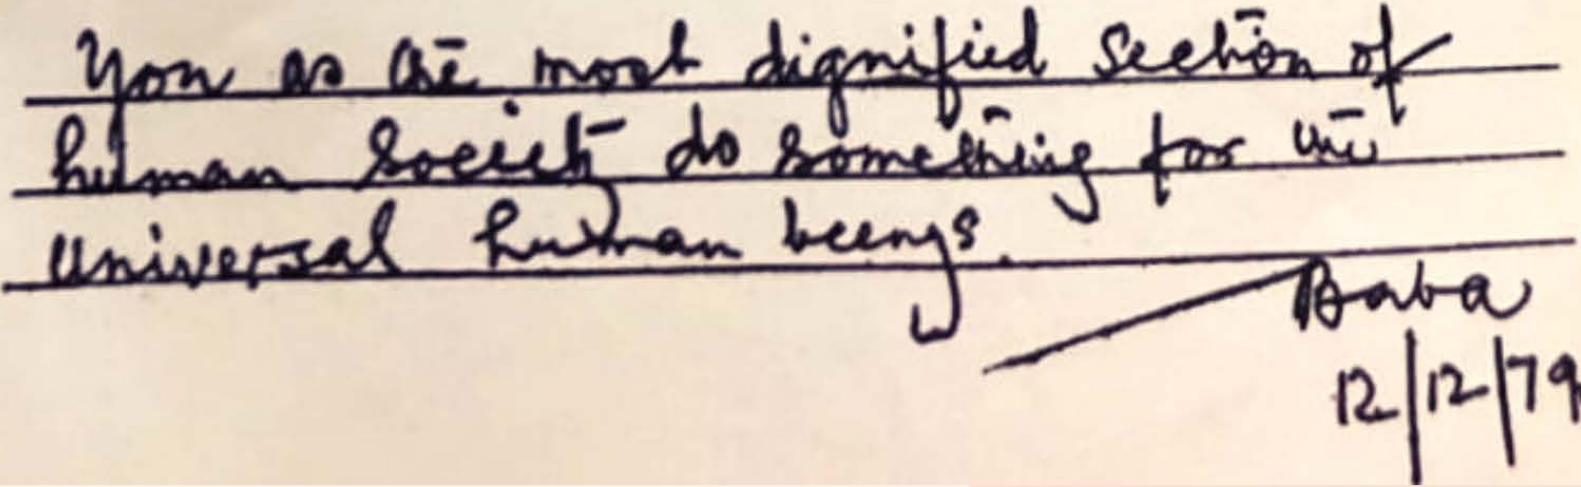 You as the most dignified section of
human society do something for the
universal human beings.
Baba
12/12/79